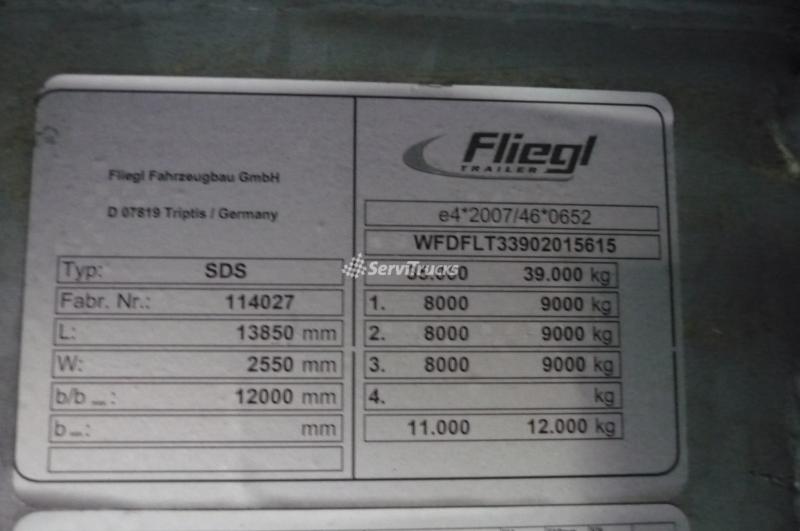 Fliegl Fahrzeugbau GmbH
D 07819 Triptis / Germany
Typ: SDS
Fabr. Nr.: 114027
L: 13850 mm
W: 2550 mm
b/b : 12000 mm
b : mm
Fliegl
TRAILER
e4*2007/46*0652
WFDFLT33902015615
ServiTrucks
39.000 kg
1. 8000 9000 kg
2. 8000 9000 kg
3. 8000 9000 kg
4. kg
11.000 12.000 kg